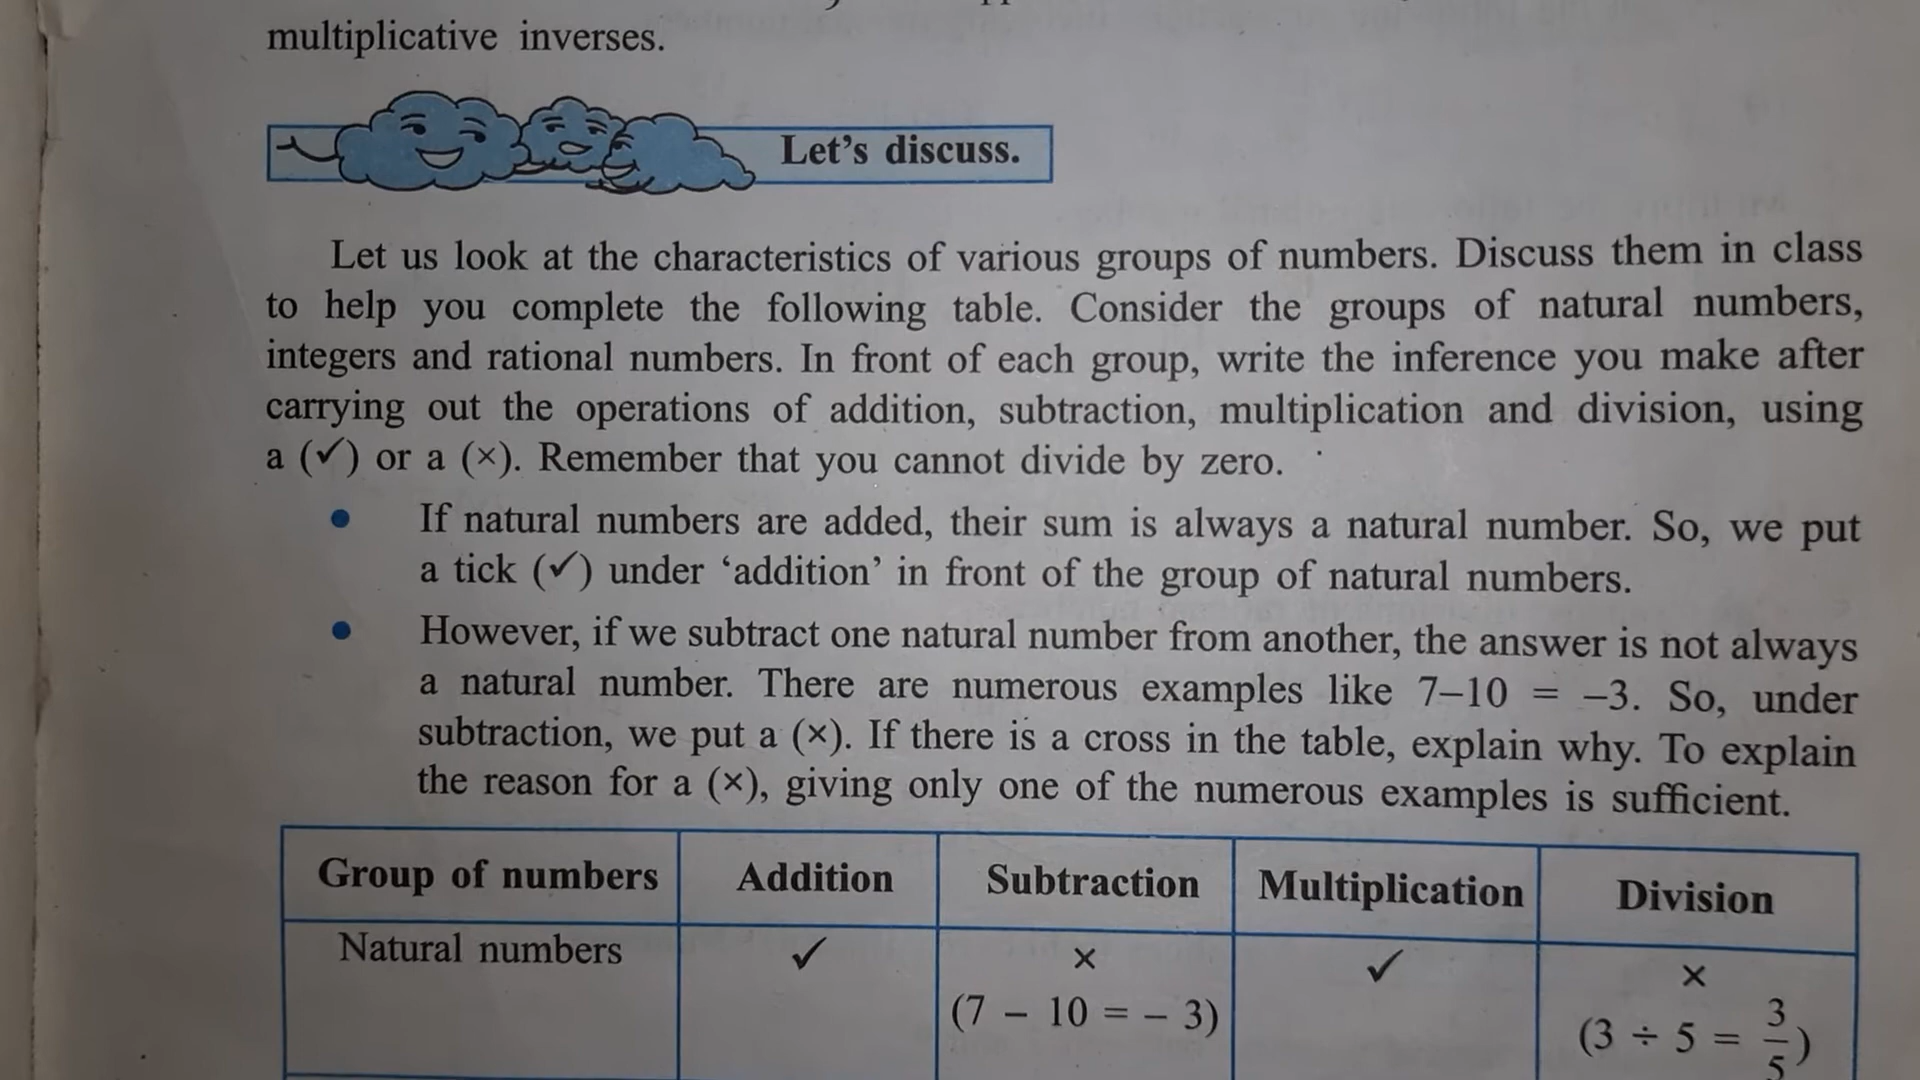 multiplicative inverses.
Let's discuss.
Let us look at the characteristics of various groups of numbers. Discuss them in class
to help you complete the following table. Consider the groups of natural numbers,
integers and rational numbers. In front of each group, write the inference you make after
carrying out the operations of addition, subtraction, multiplication and division, using
a (✓) or a (×). Remember that you cannot divide by zero.
• If natural numbers are added, their sum is always a natural number. So, we put
a tick (✓) under ‘addition’ in front of the group of natural numbers.
• However, if we subtract one natural number from another, the answer is not always
a natural number. There are numerous examples like 7–10 = –3. So, under
subtraction, we put a (×). If there is a cross in the table, explain why. To explain
the reason for a (×), giving only one of the numerous examples is sufficient.
Group of numbers Addition Subtraction Multiplication Division
Natural numbers ✓ × ✓ ×
(7 – 10 = – 3) (3 ÷ 5 = 3/5)